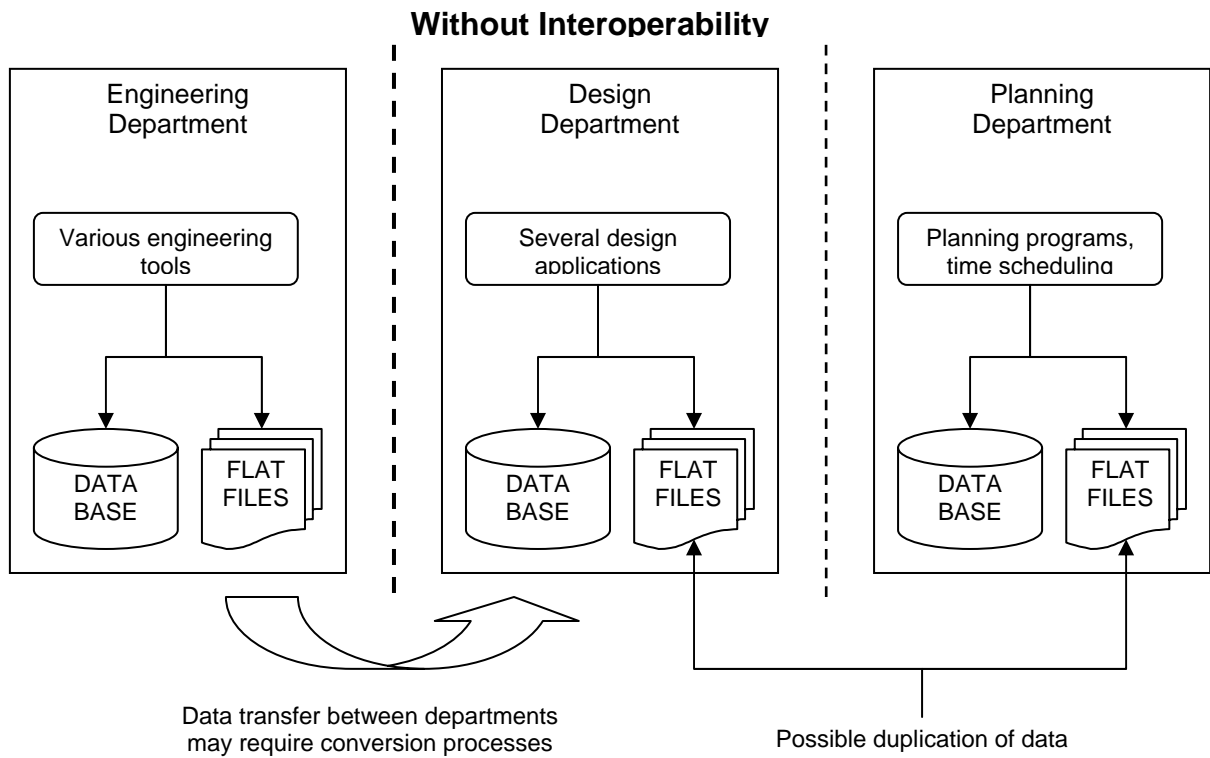 Without Interoperability
Engineering
Department
Various engineering
tools
DATA
BASE
FLAT
FILES
Design
Department
Several design
applications
DATA
BASE
FLAT
FILES
Planning
Department
Planning programs,
time scheduling
DATA
BASE
FLAT
FILES
Data transfer between departments
may require conversion processes
Possible duplication of data